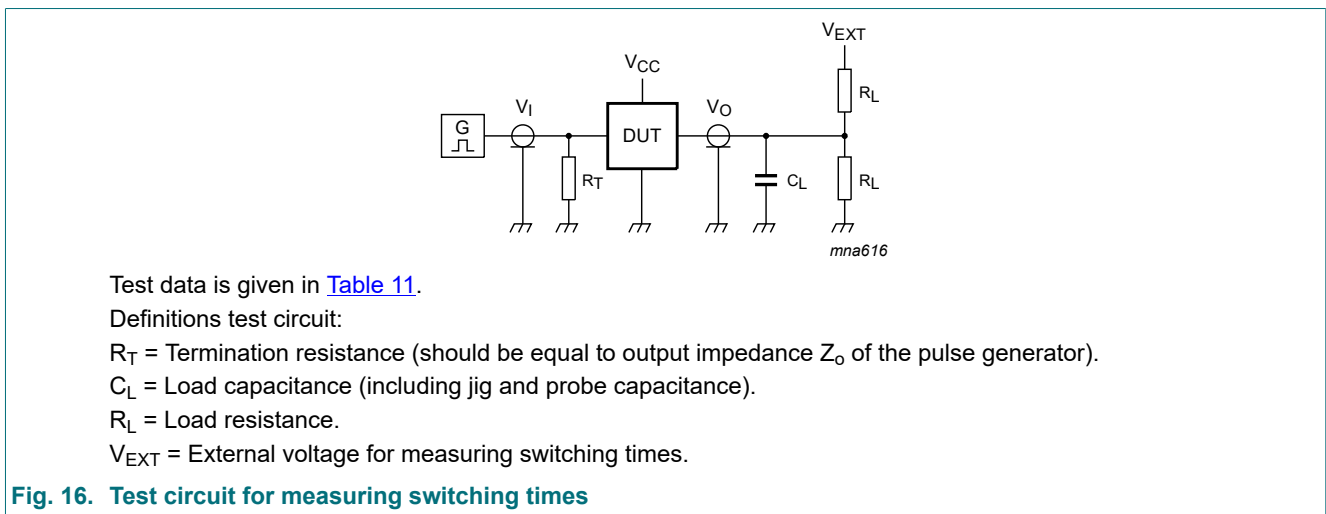 VEXT
VCC
RL
VI
VO
G
DUT
RT
CL
RL
mna616
Test data is given in Table 11.
Definitions test circuit:
RT = Termination resistance (should be equal to output impedance Zo of the pulse generator).
CL = Load capacitance (including jig and probe capacitance).
RL = Load resistance.
VEXT = External voltage for measuring switching times.
Fig. 16. Test circuit for measuring switching times